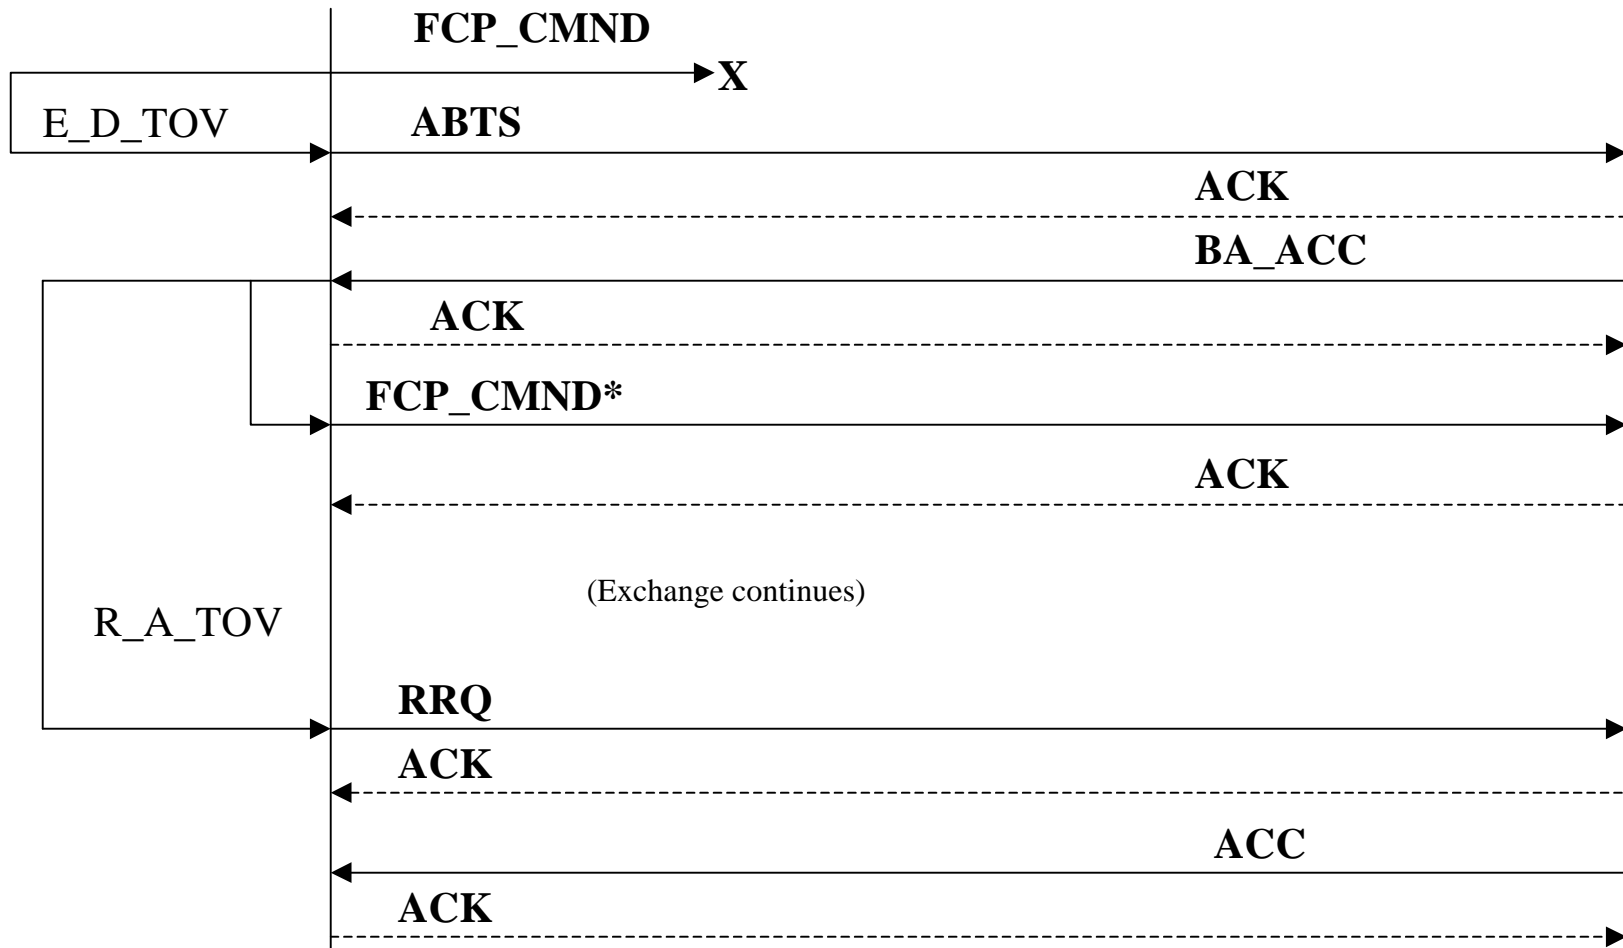 FCP_CMND
X
E_D_TOV
ABTS
ACK
BA_ACC
ACK
FCP_CMND*
ACK
(Exchange continues)
R_A_TOV
RRQ
ACK
ACC
ACK